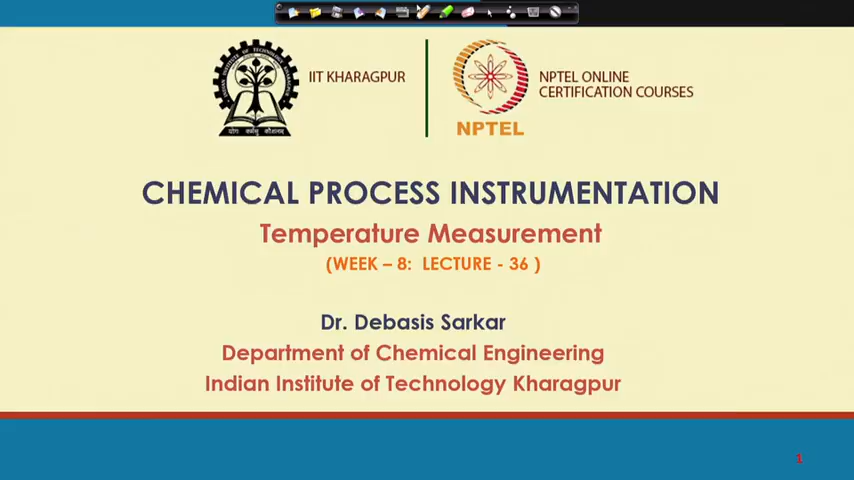 IIT KHARAGPUR
NPTEL
NPTEL ONLINE
CERTIFICATION COURSES
CHEMICAL PROCESS INSTRUMENTATION
Temperature Measurement
(WEEK – 8: LECTURE - 36 )
Dr. Debasis Sarkar
Department of Chemical Engineering
Indian Institute of Technology Kharagpur
1